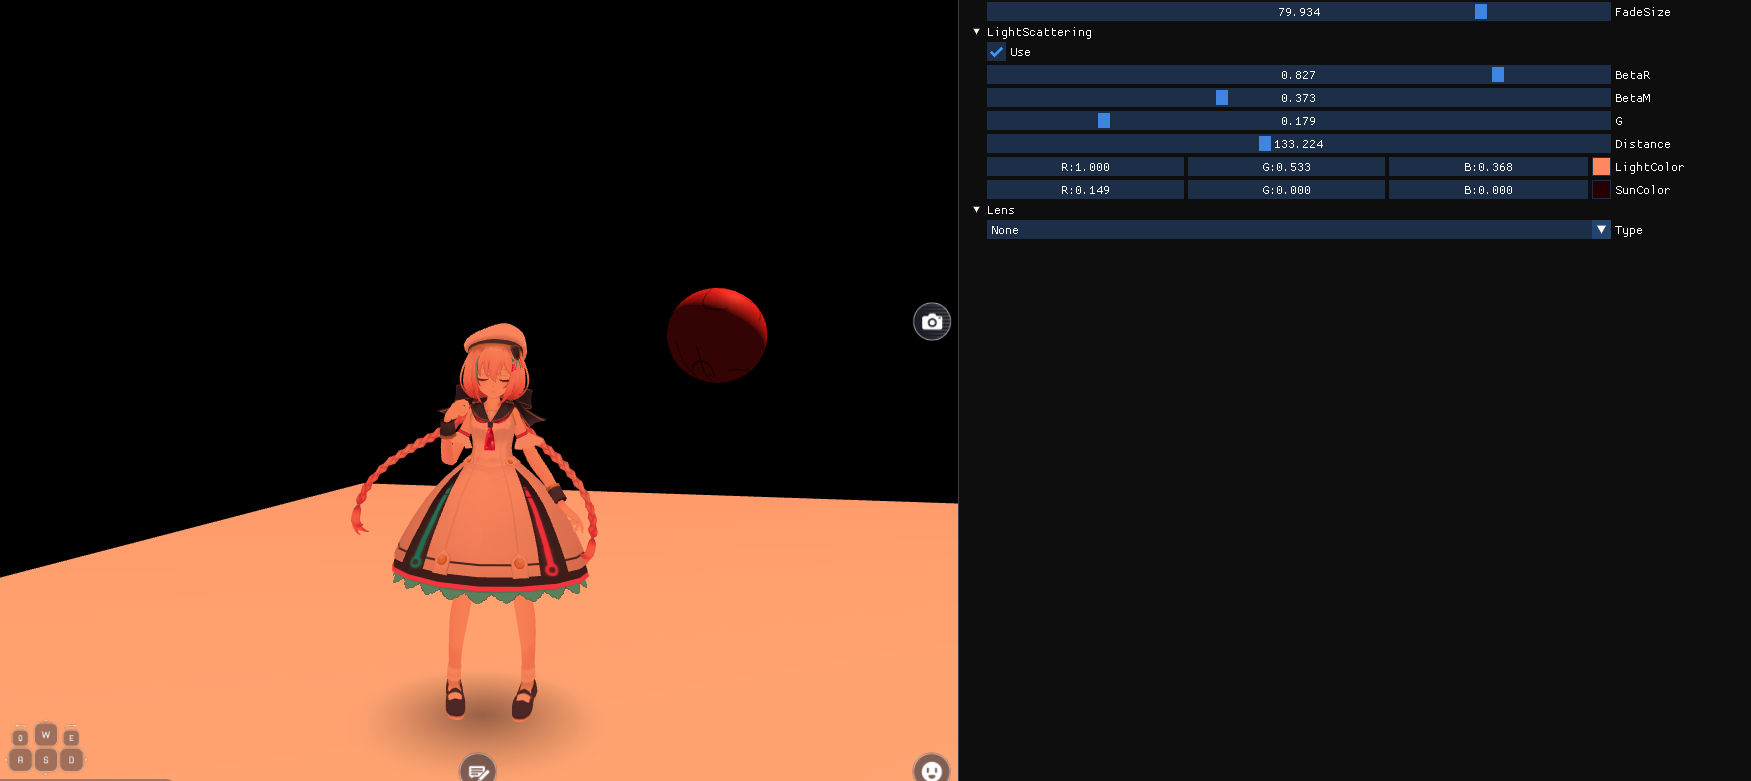 79.934 FadeSize
LightScattering
Use
0.827 BetaR
0.373 BetaM
0.179 G
133.224 Distance
R:1.000 G:0.533 B:0.368 LightColor
R:0.149 G:0.000 B:0.000 SunColor
Lens
None Type
Q W E
A S D